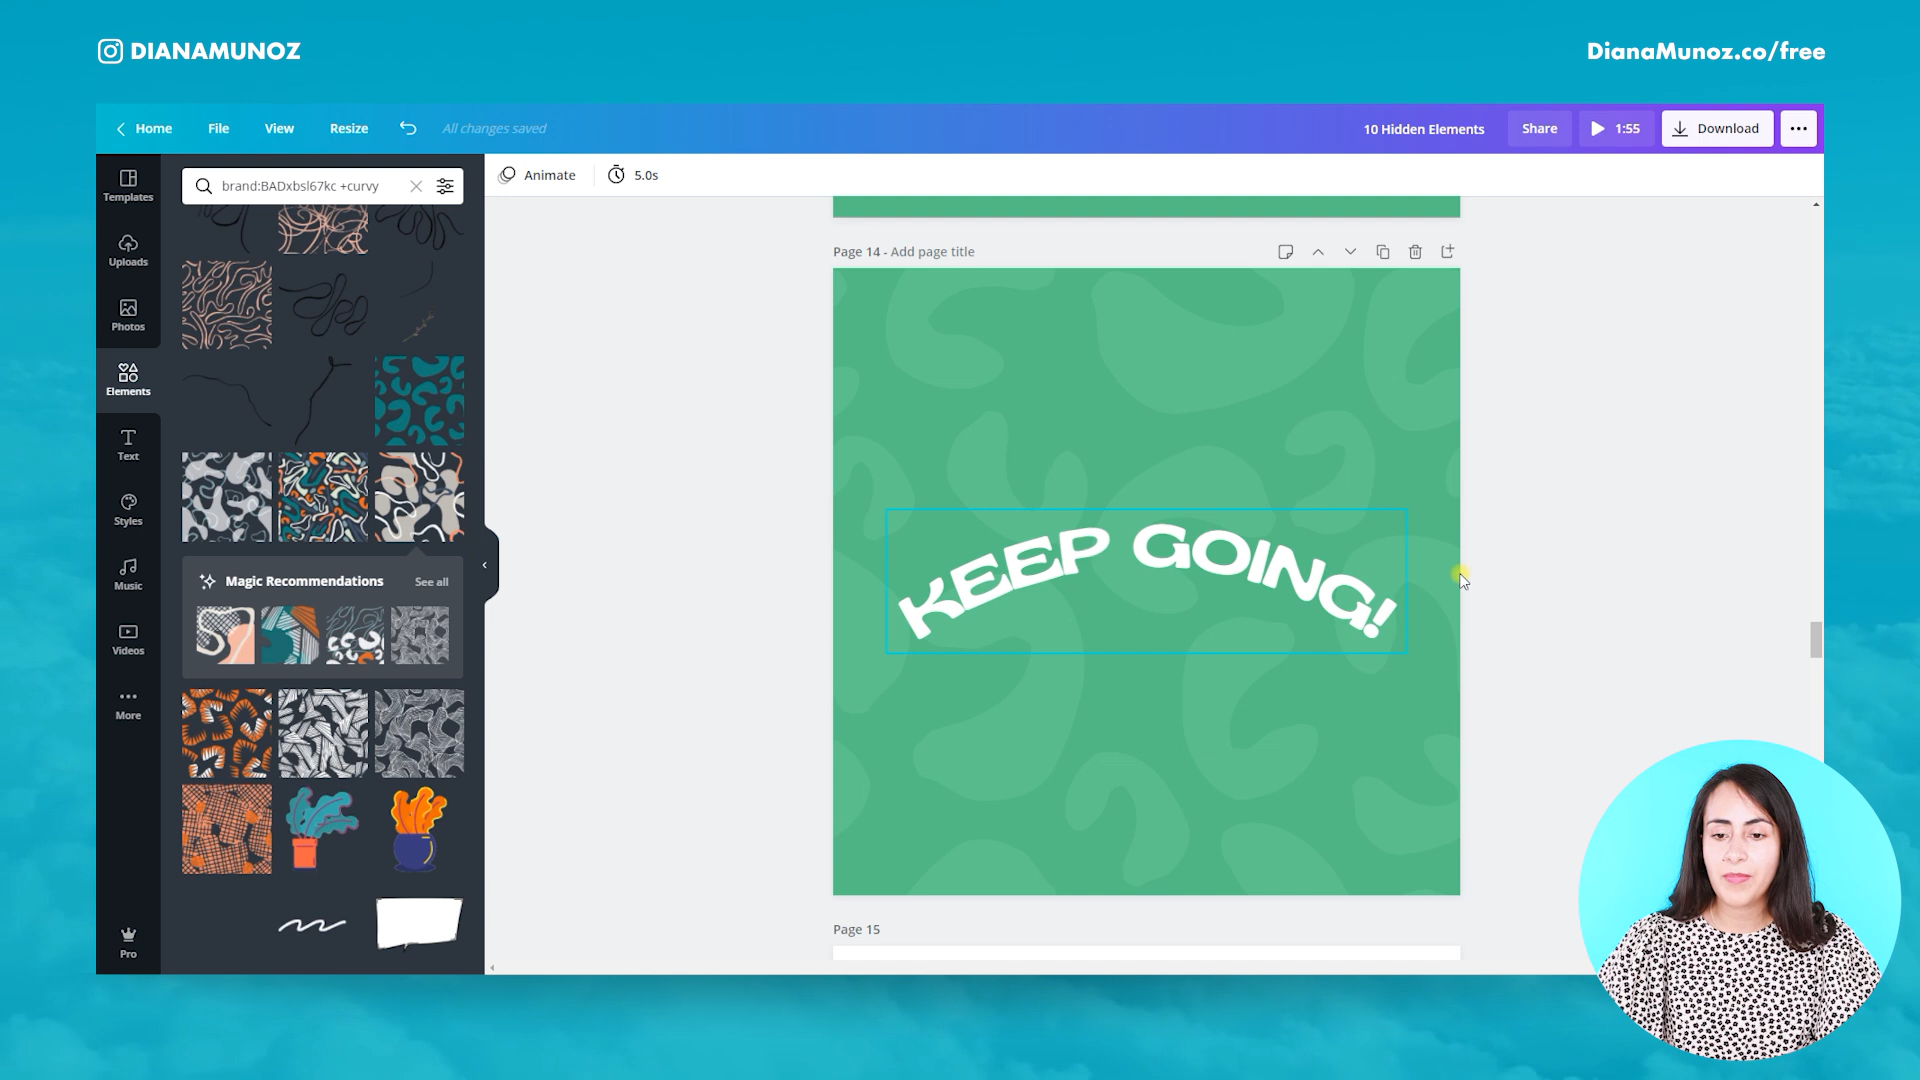 DIANAMUNOZ
DianaMunoz.co/free
Home File View Resize All changes saved 10 Hidden Elements Share 1:55 Download
Templates
Uploads
Photos
Elements
Text
Styles
Music
Videos
More
Pro
brand:BADxbsl67kc +curvy
Magic Recommendations See all
Animate 5.0s
Page 14 - Add page title
KEEP GOING!
Page 15